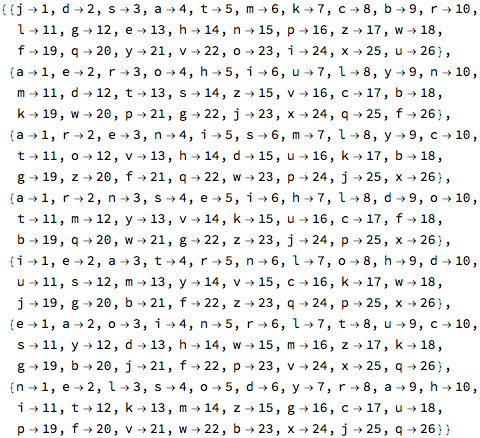 {{j→1, d→2, s→3, a→4, t→5, m→6, k→7, c→8, b→9, r→10,
l→11, g→12, e→13, h→14, n→15, p→16, z→17, w→18,
f→19, q→20, y→21, v→22, o→23, i→24, x→25, u→26},
{a→1, e→2, r→3, o→4, h→5, i→6, u→7, l→8, y→9, n→10,
m→11, d→12, t→13, s→14, z→15, v→16, c→17, b→18,
k→19, w→20, p→21, g→22, j→23, x→24, q→25, f→26},
{a→1, r→2, e→3, n→4, i→5, s→6, m→7, l→8, y→9, c→10,
t→11, o→12, v→13, h→14, d→15, u→16, k→17, b→18,
g→19, z→20, f→21, q→22, w→23, p→24, j→25, x→26},
{a→1, r→2, n→3, s→4, e→5, i→6, h→7, l→8, d→9, o→10,
t→11, m→12, y→13, v→14, k→15, u→16, c→17, f→18,
b→19, q→20, w→21, g→22, z→23, j→24, p→25, x→26},
{i→1, e→2, a→3, t→4, r→5, n→6, l→7, o→8, h→9, d→10,
u→11, s→12, m→13, y→14, v→15, c→16, k→17, w→18,
j→19, g→20, b→21, f→22, z→23, q→24, p→25, x→26},
{e→1, a→2, o→3, i→4, n→5, r→6, l→7, t→8, u→9, c→10,
s→11, y→12, d→13, h→14, w→15, m→16, z→17, k→18,
g→19, b→20, j→21, f→22, p→23, v→24, x→25, q→26},
{n→1, e→2, l→3, s→4, o→5, d→6, y→7, r→8, a→9, h→10,
i→11, t→12, k→13, m→14, z→15, g→16, c→17, u→18,
p→19, f→20, v→21, w→22, b→23, x→24, j→25, q→26}}